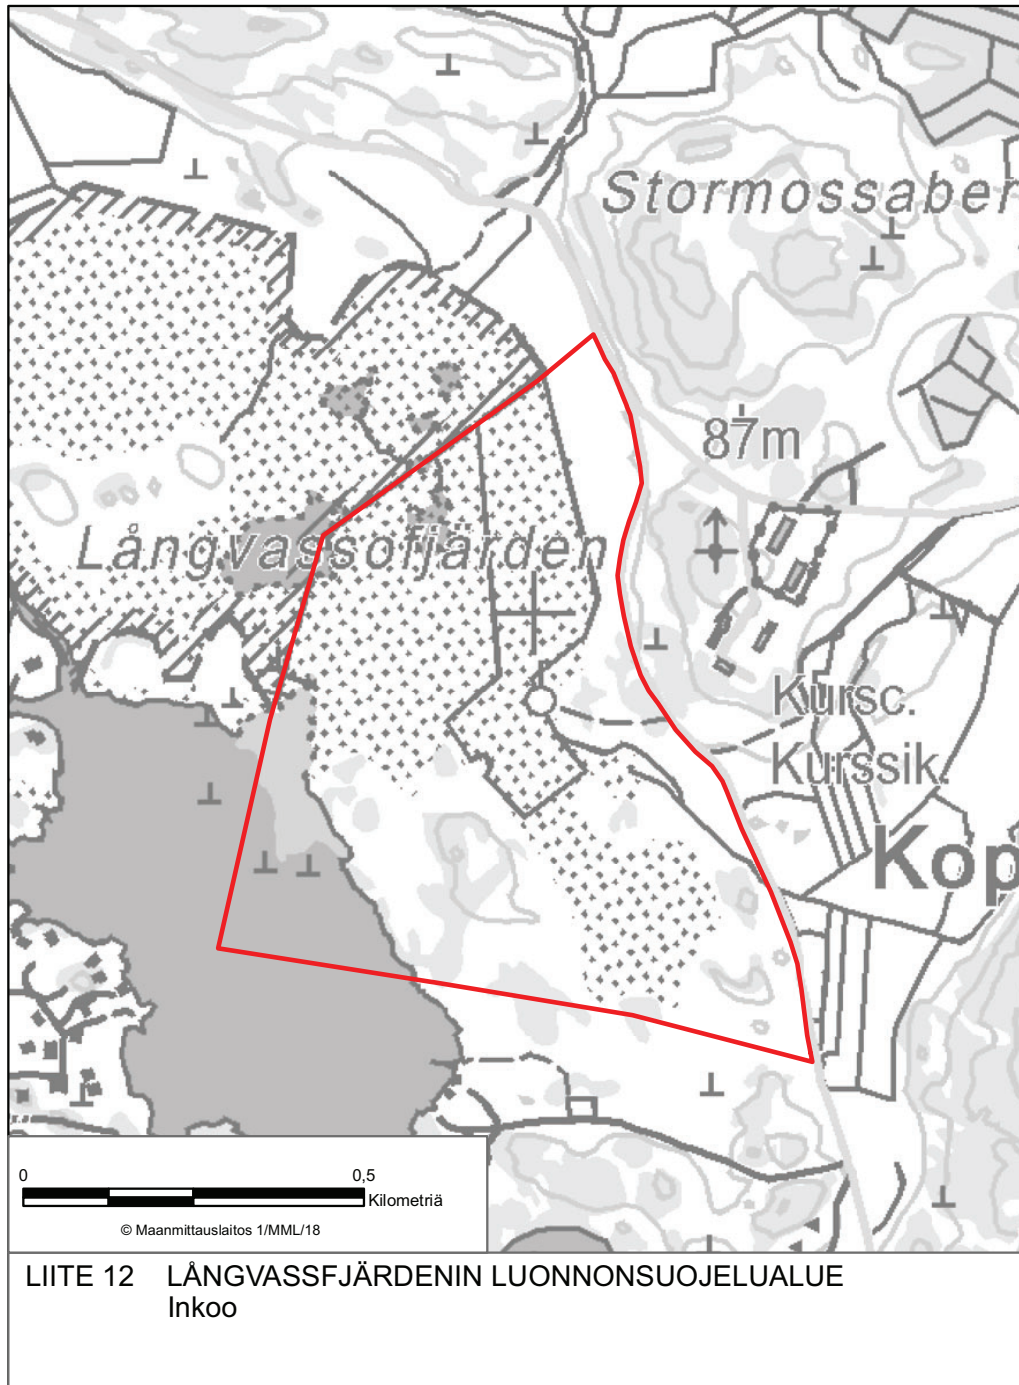 Stormossaber
87m
Långvassofjärden
Kursc.
Kurssik.
Kop
0 0,5
Kilometriä
© Maanmittauslaitos 1/MML/18
LIITE 12 LÅNGVASSFJÄRDENIN LUONNONSUOJELUALUE
Inkoo